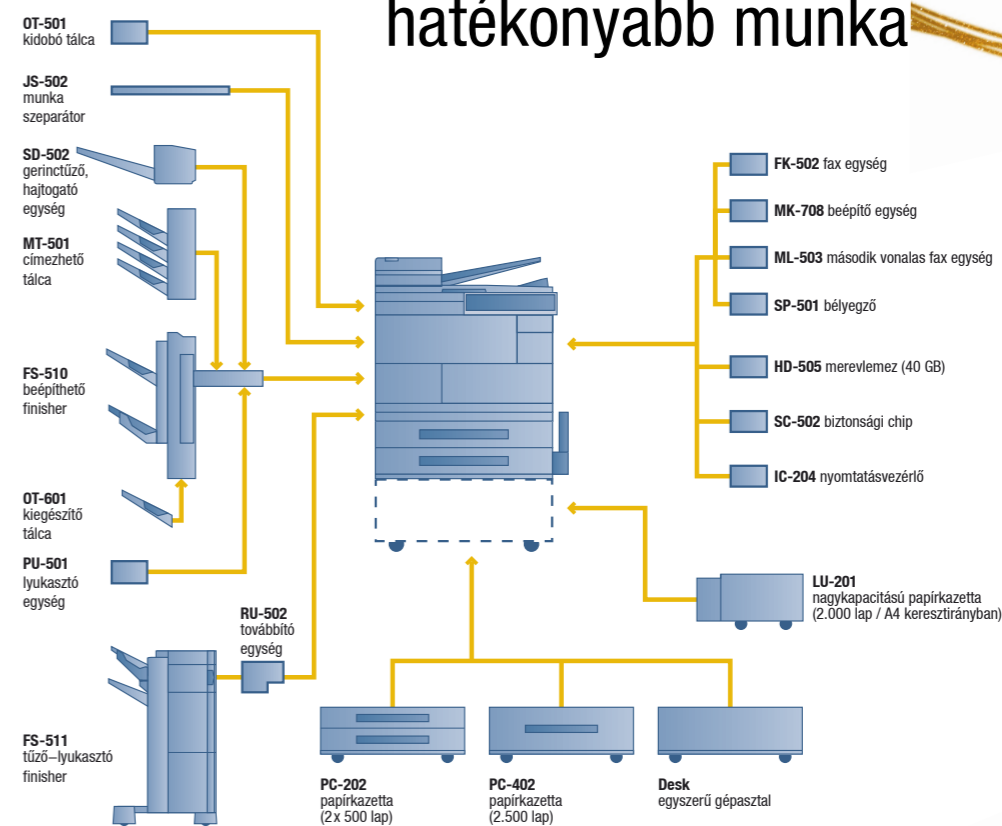 hatékonyabb munka
OT-501
kidobó tálca
JS-502
munka
szeparátor
SD-502
gerinctűző,
hajtogató
egység
MT-501
címezhető
tálca
FS-510
beépíthető
finisher
OT-601
kiegészítő
tálca
PU-501
lyukasztó
egység
RU-502
továbbító
egység
FS-511
tűző–lyukasztó
finisher
FK-502 fax egység
MK-708 beépítő egység
ML-503 második vonalas fax egység
SP-501 bélyegző
HD-505 merevlemez (40 GB)
SC-502 biztonsági chip
IC-204 nyomtatásvezérlő
LU-201
nagykapacitású papírkazetta
(2.000 lap / A4 keresztirányban)
PC-202
papírkazetta
(2x 500 lap)
PC-402
papírkazetta
(2.500 lap)
Desk
egyszerű gépasztal